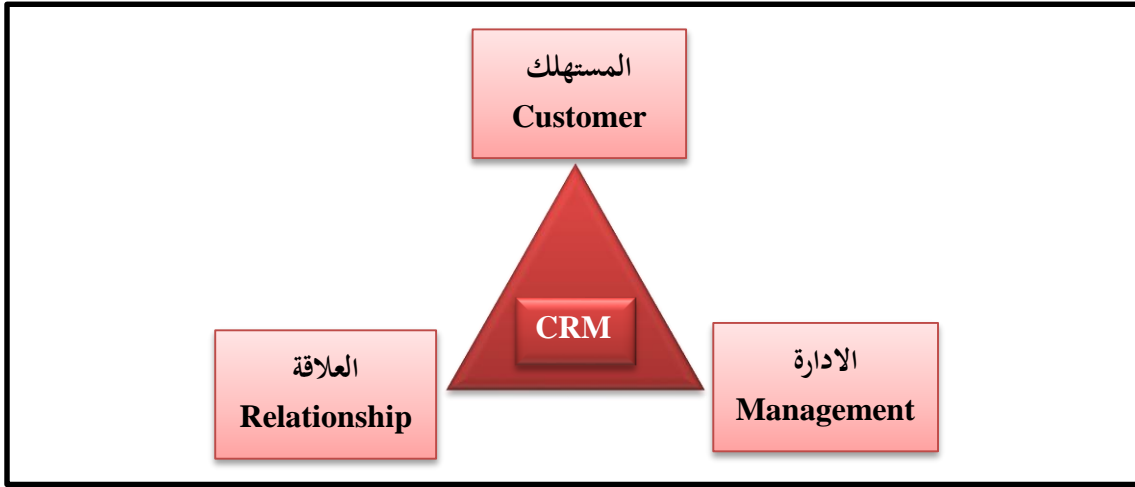 المستهلك
Customer
CRM
العلاقة
Relationship
الادارة
Management